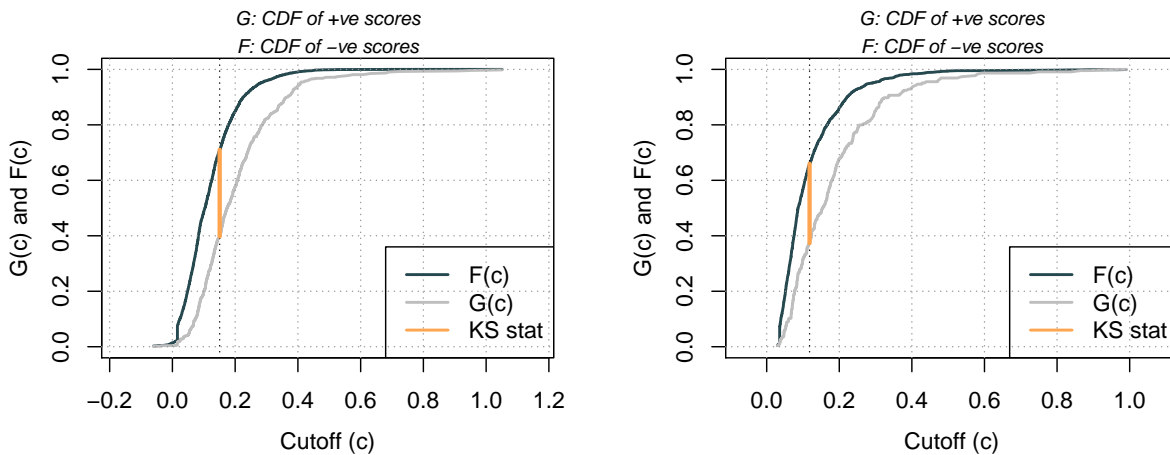 G: CDF of +ve scores
F: CDF of −ve scores
G(c) and F(c)
1.0
0.8
0.6
0.4
0.2
0.0
F(c)
G(c)
KS stat
−0.2 0.0 0.2 0.4 0.6 0.8 1.0 1.2
Cutoff (c)
G: CDF of +ve scores
F: CDF of −ve scores
G(c) and F(c)
1.0
0.8
0.6
0.4
0.2
0.0
F(c)
G(c)
KS stat
0.0 0.2 0.4 0.6 0.8 1.0
Cutoff (c)